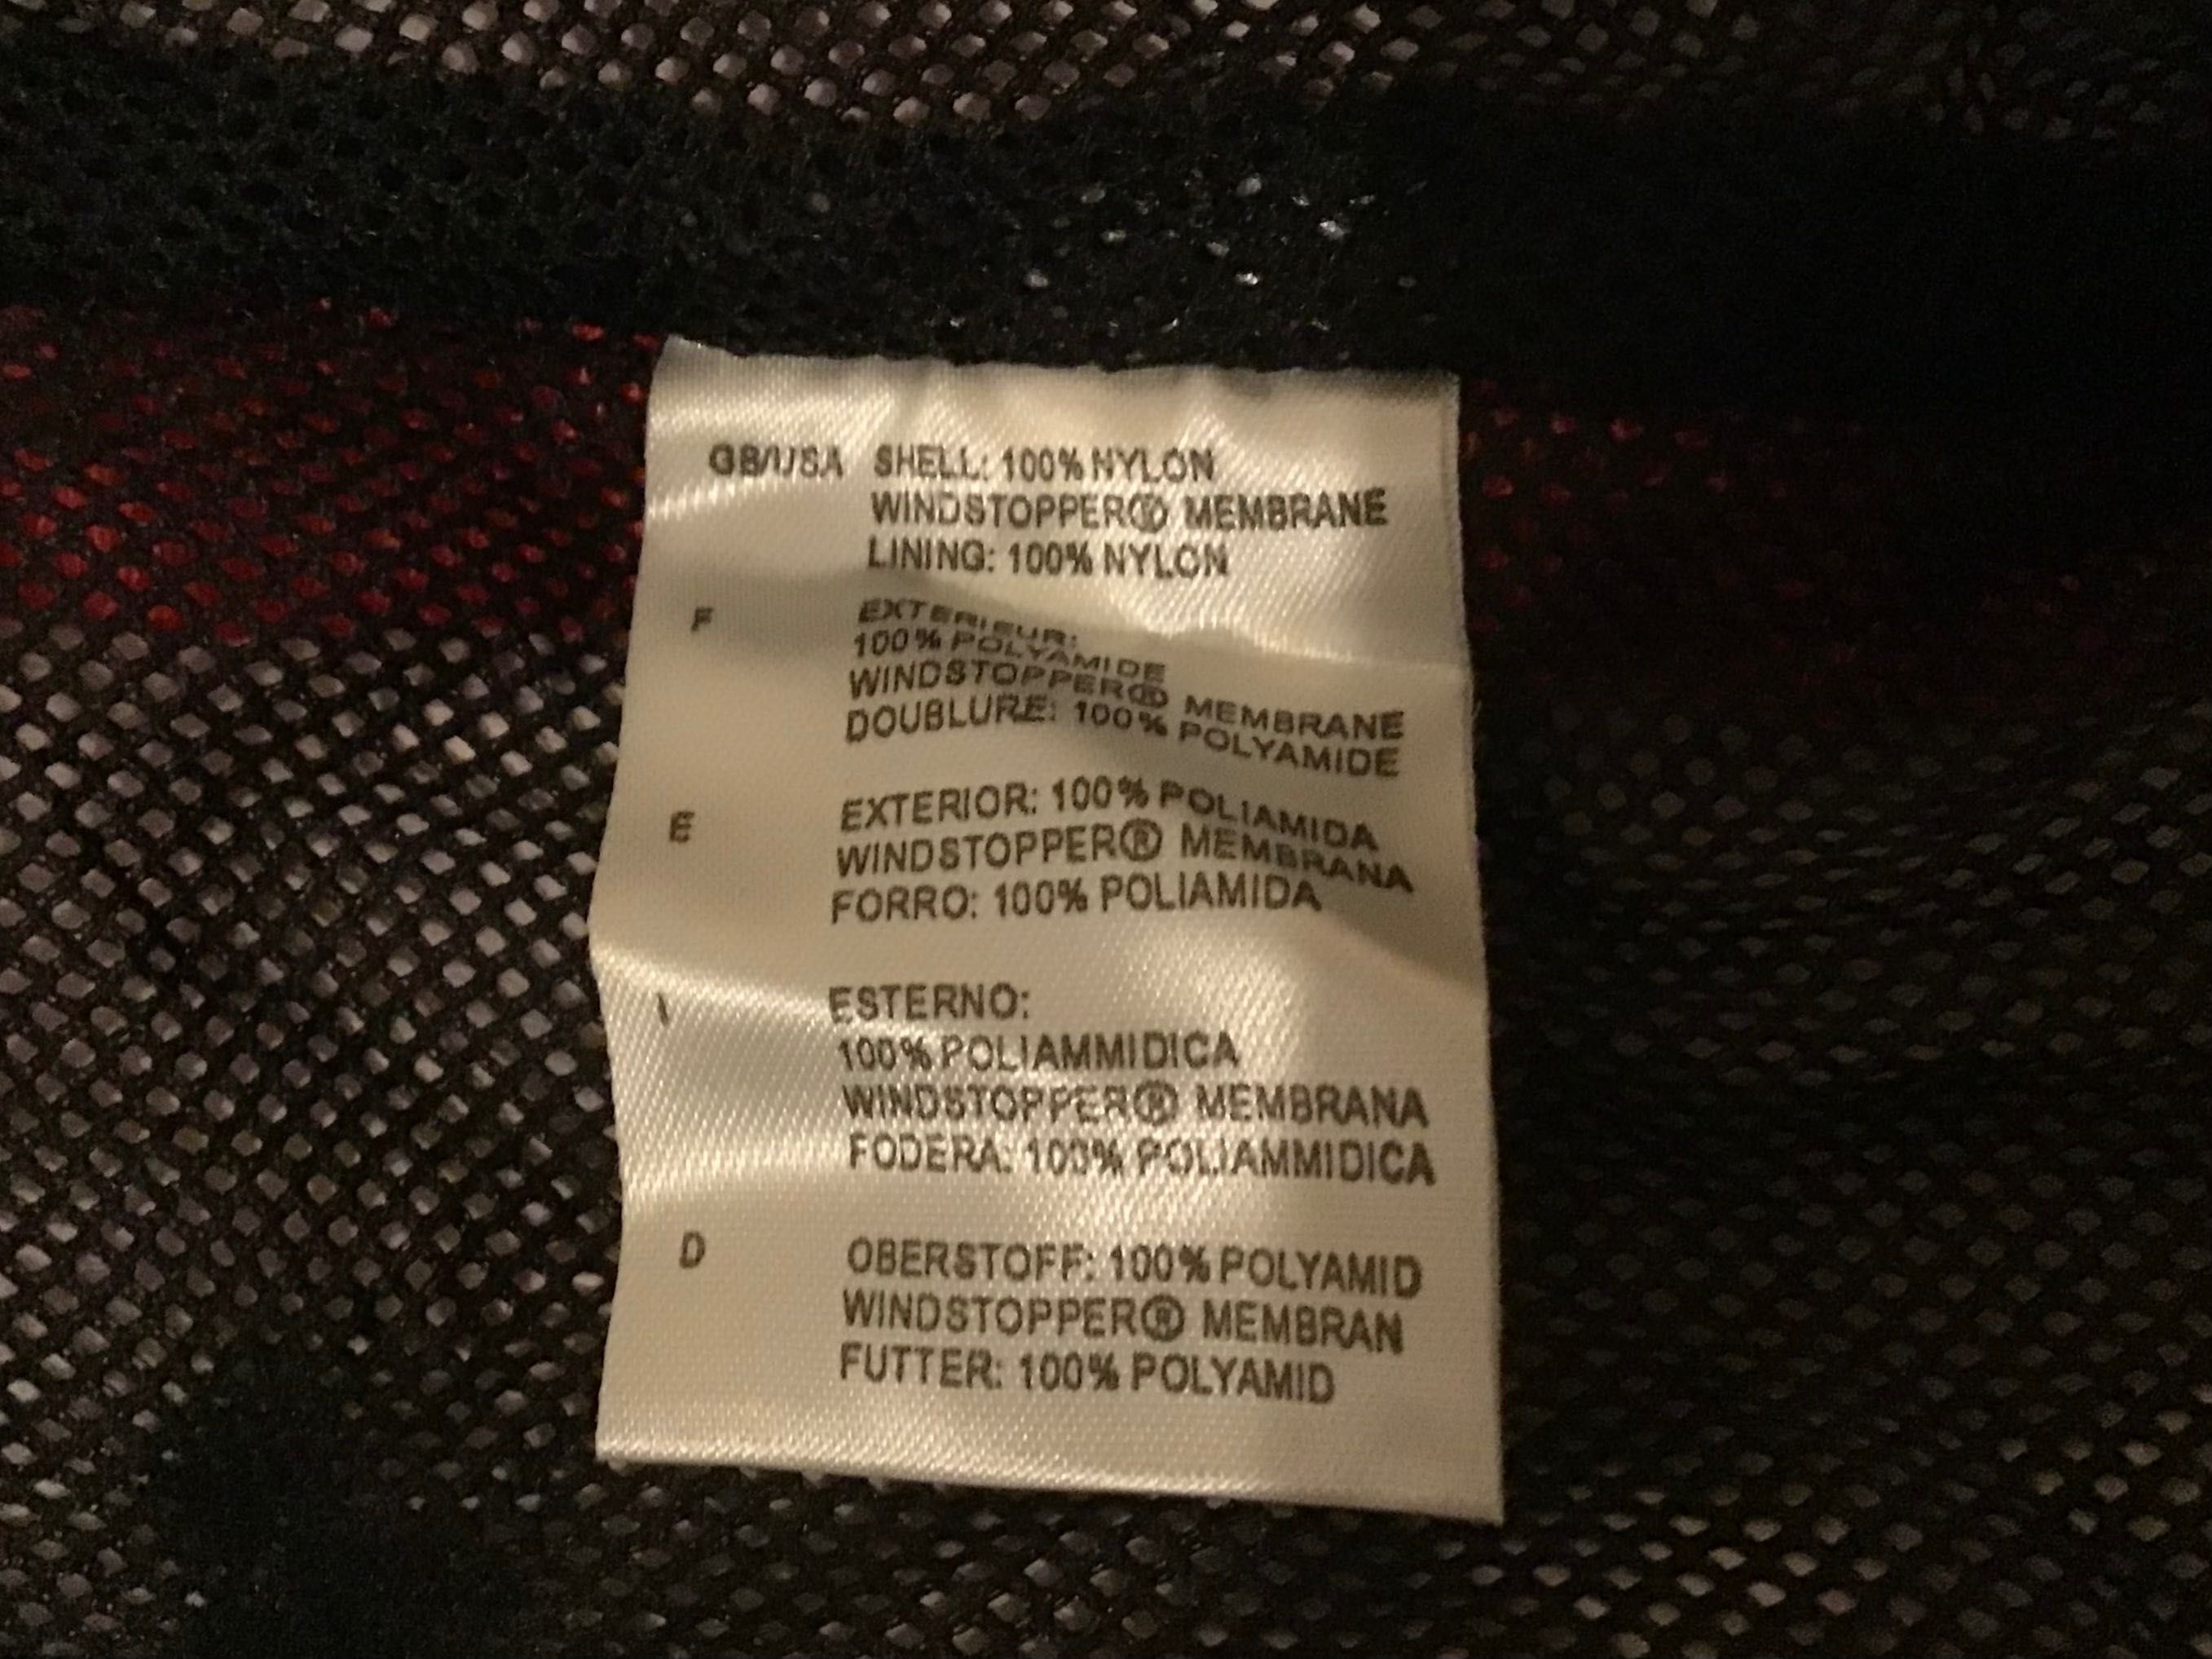 GB/USA SHELL: 100% NYLON
WINDSTOPPER® MEMBRANE
LINING: 100% NYLON
F EXTERIEUR:
100% POLYAMIDE
WINDSTOPPER® MEMBRANE
DOUBLURE: 100% POLYAMIDE
E EXTERIOR: 100% POLIAMIDA
WINDSTOPPER® MEMBRANA
FORRO: 100% POLIAMIDA
I ESTERNO:
100% POLIAMMIDICA
WINDSTOPPER® MEMBRANA
FODERA: 100% POLIAMMIDICA
D OBERSTOFF: 100% POLYAMID
WINDSTOPPER® MEMBRAN
FUTTER: 100% POLYAMID